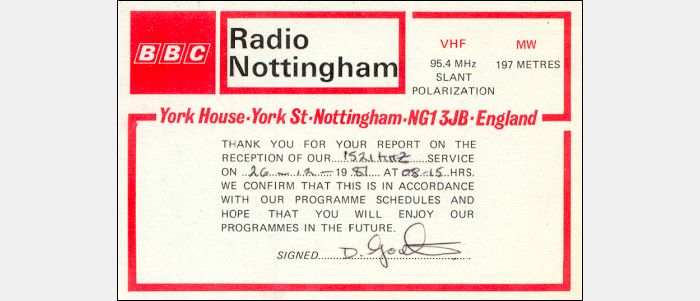 BBC
Radio
Nottingham
VHF
95.4 MHz
SLANT
POLARIZATION
MW
197 METRES
York House·York St·Nottingham·NG1 3JB·England
THANK YOU FOR YOUR REPORT ON THE
RECEPTION OF OUR....1521 kHz....SERVICE
ON..26 - 12 - 1981....AT 08-15..HRS.
WE CONFIRM THAT THIS IS IN ACCORDANCE
WITH OUR PROGRAMME SCHEDULES AND
HOPE THAT YOU WILL ENJOY OUR
PROGRAMMES IN THE FUTURE.
SIGNED.....D.